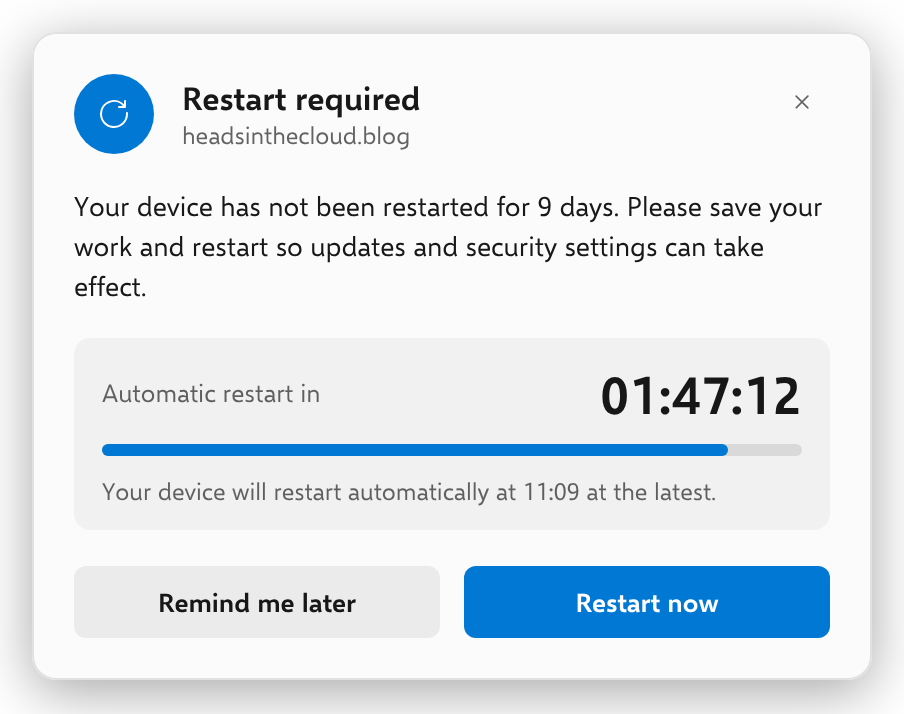 Restart required
headsinthecloud.blog
Your device has not been restarted for 9 days. Please save your
work and restart so updates and security settings can take
effect.
Automatic restart in
01:47:12
Your device will restart automatically at 11:09 at the latest.
Remind me later
Restart now